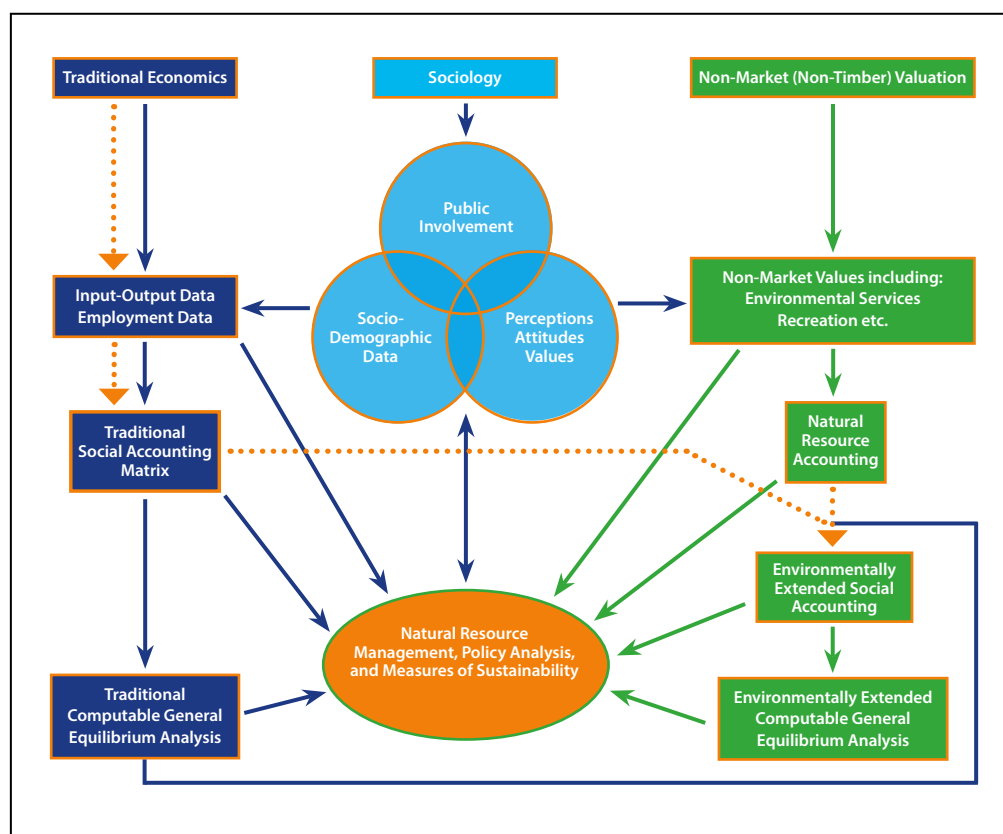 Traditional Economics
Sociology
Non-Market (Non-Timber) Valuation
Public
Involvement
Socio-
Demographic
Data
Perceptions
Attitudes
Values
Input-Output Data
Employment Data
Non-Market Values including:
Environmental Services
Recreation etc.
Traditional
Social Accounting
Matrix
Natural
Resource
Accounting
Environmentally
Extended Social
Accounting
Natural Resource
Management, Policy Analysis,
and Measures of Sustainability
Traditional
Computable General
Equilibrium Analysis
Environmentally Extended
Computable General
Equilibrium Analysis